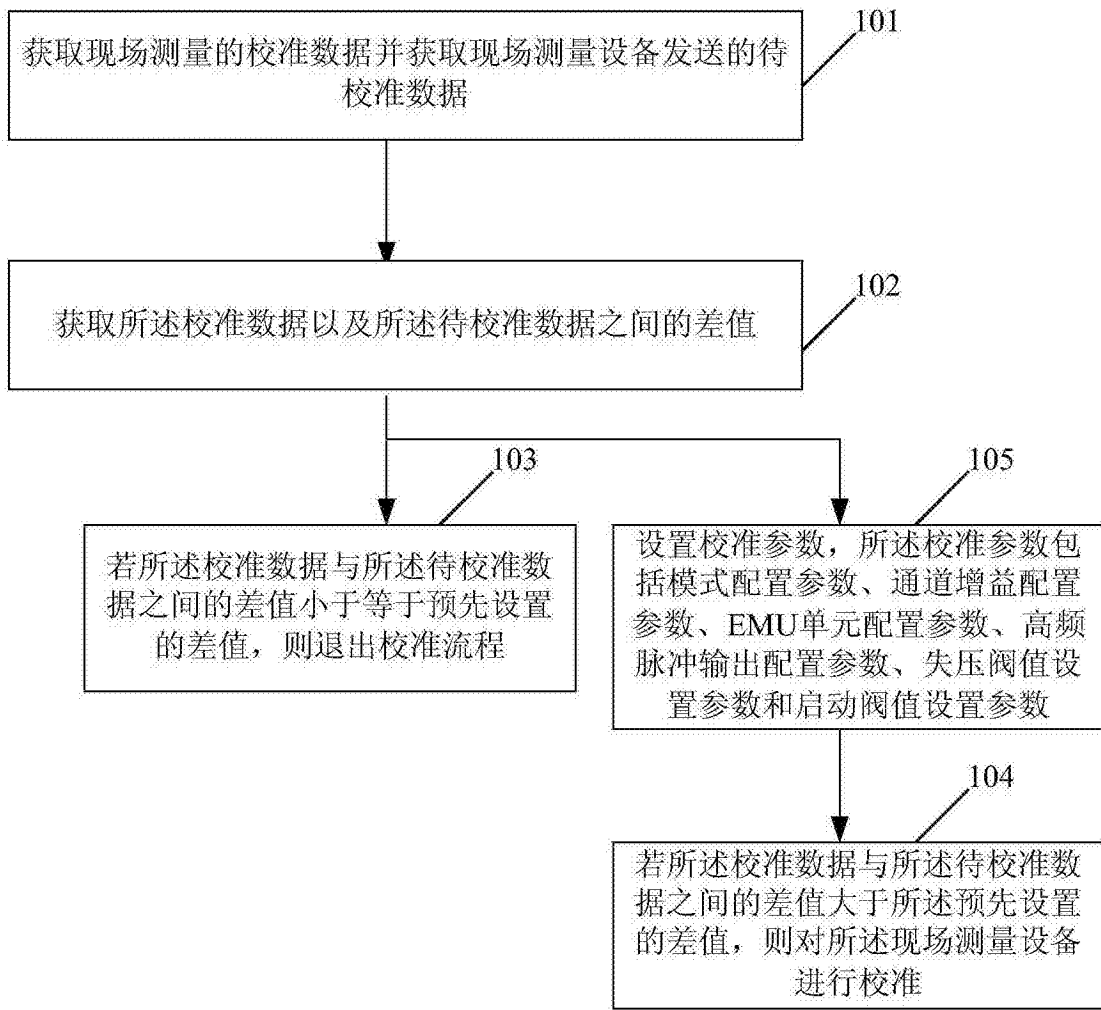 101
获取现场测量的校准数据并获取现场测量设备发送的待
校准数据
102
获取所述校准数据以及所述待校准数据之间的差值
103
若所述校准数据与所述待校准数
据之间的差值小于等于预先设置
的差值，则退出校准流程
105
设置校准参数，所述校准参数包
括模式配置参数、通道增益配置
参数、EMU单元配置参数、高频
脉冲输出配置参数、失压阀值设
置参数和启动阀值设置参数
104
若所述校准数据与所述待校准数
据之间的差值大于所述预先设置
的差值，则对所述现场测量设备
进行校准